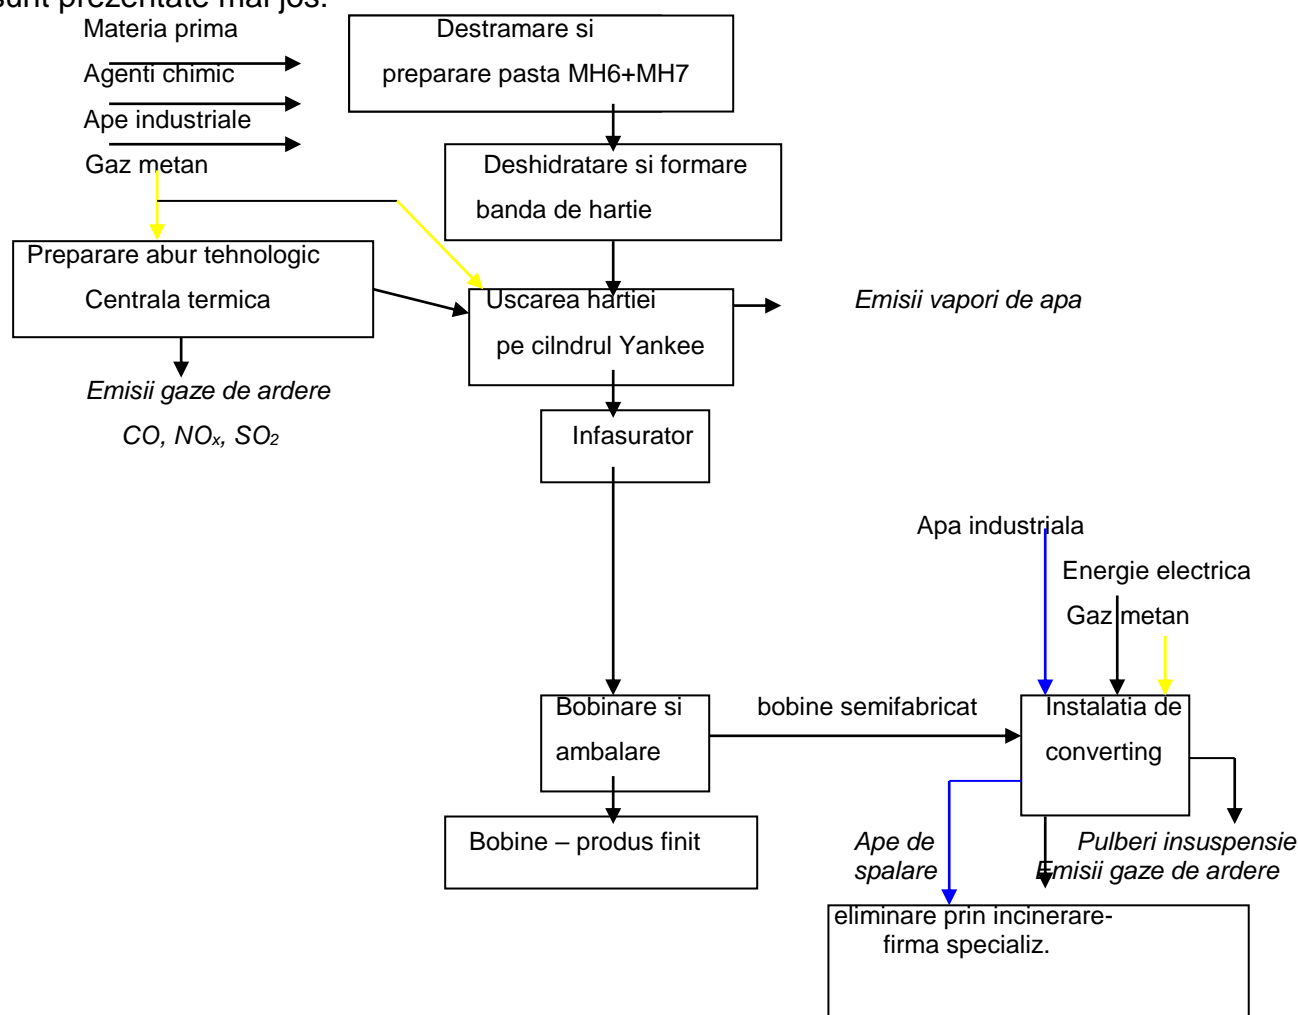 sunt prezentate mai jos:
Materia prima
Agenti chimic
Ape industriale
Gaz metan
Destramare si
preparare pasta MH6+MH7
Deshidratare si formare
banda de hartie
Preparare abur tehnologic
Centrala termica
Uscarea hartiei
pe cilndrul Yankee
Emisii vapori de apa
Emisii gaze de ardere
CO, NOx, SO2
Infasurator
Apa industriala
Energie electrica
Gaz metan
Bobinare si
ambalare
bobine semifabricat
Instalatia de
converting
Bobine – produs finit
Ape de
spalare
Pulberi insuspensie
Emisii gaze de ardere
eliminare prin incinerare-
firma specializ.